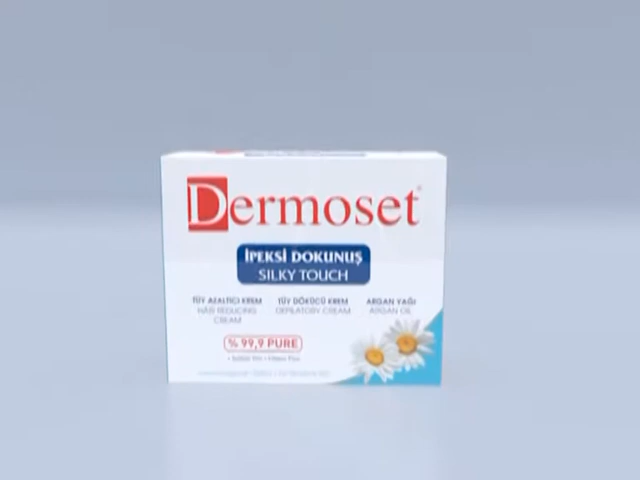 Dermoset
İPEKSİ DOKUNUŞ
SILKY TOUCH
TÜY AZALTICI KREM TÜY DÖKÜCÜ KREM ARGAN YAĞI
HAIR REDUCING DEPILATORY CREAM ARGAN OIL
CREAM
% 99,9 PURE